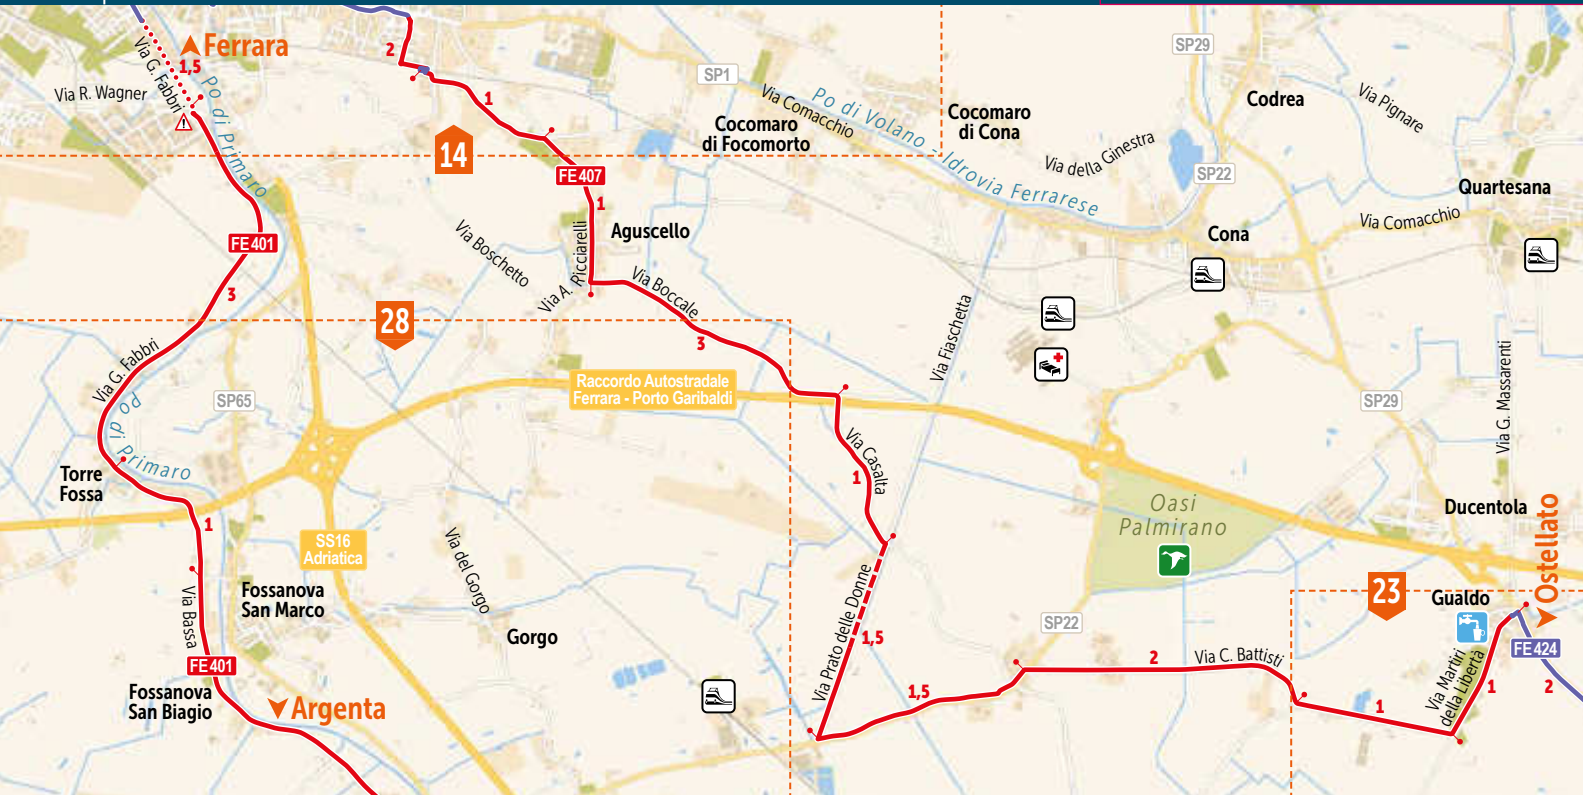 Ferrara
1,5
Via G. Fabbri
Via R. Wagner
Po di Primaro
2
1
14
SP1
Via Comacchio
Po di Volano - Idrovia Ferrarese
Cocomaro
di Focomorto
Cocomaro
di Cona
SP29
Codrea
Via Pignare
Via della Ginestra
SP22
Quartesana
Via Comacchio
Cona
FE 407
1
Aguscello
Via Boschetto
Via A. Ricciarelli
Via Boccale
3
FE 401
3
28
Via G. Fabbri
Po di Primaro
SP65
Raccordo Autostradale
Ferrara - Porto Garibaldi
Via Fiaschetta
Via G. Massarenti
SP29
Torre
Fossa
1
Via Casalta
1
Oasi
Palmirano
Ducentola
Ostellato
SS16
Adriatica
Via del Gorgo
Fossanova
San Marco
Via Bassa
Gorgo
FE 401
Fossanova
San Biagio
Argenta
Via Prato delle Donne
1,5
1,5
SP22
2
Via C. Battisti
23
Gualdo
FE 424
1
Via Martiri
della Libertà
1
2